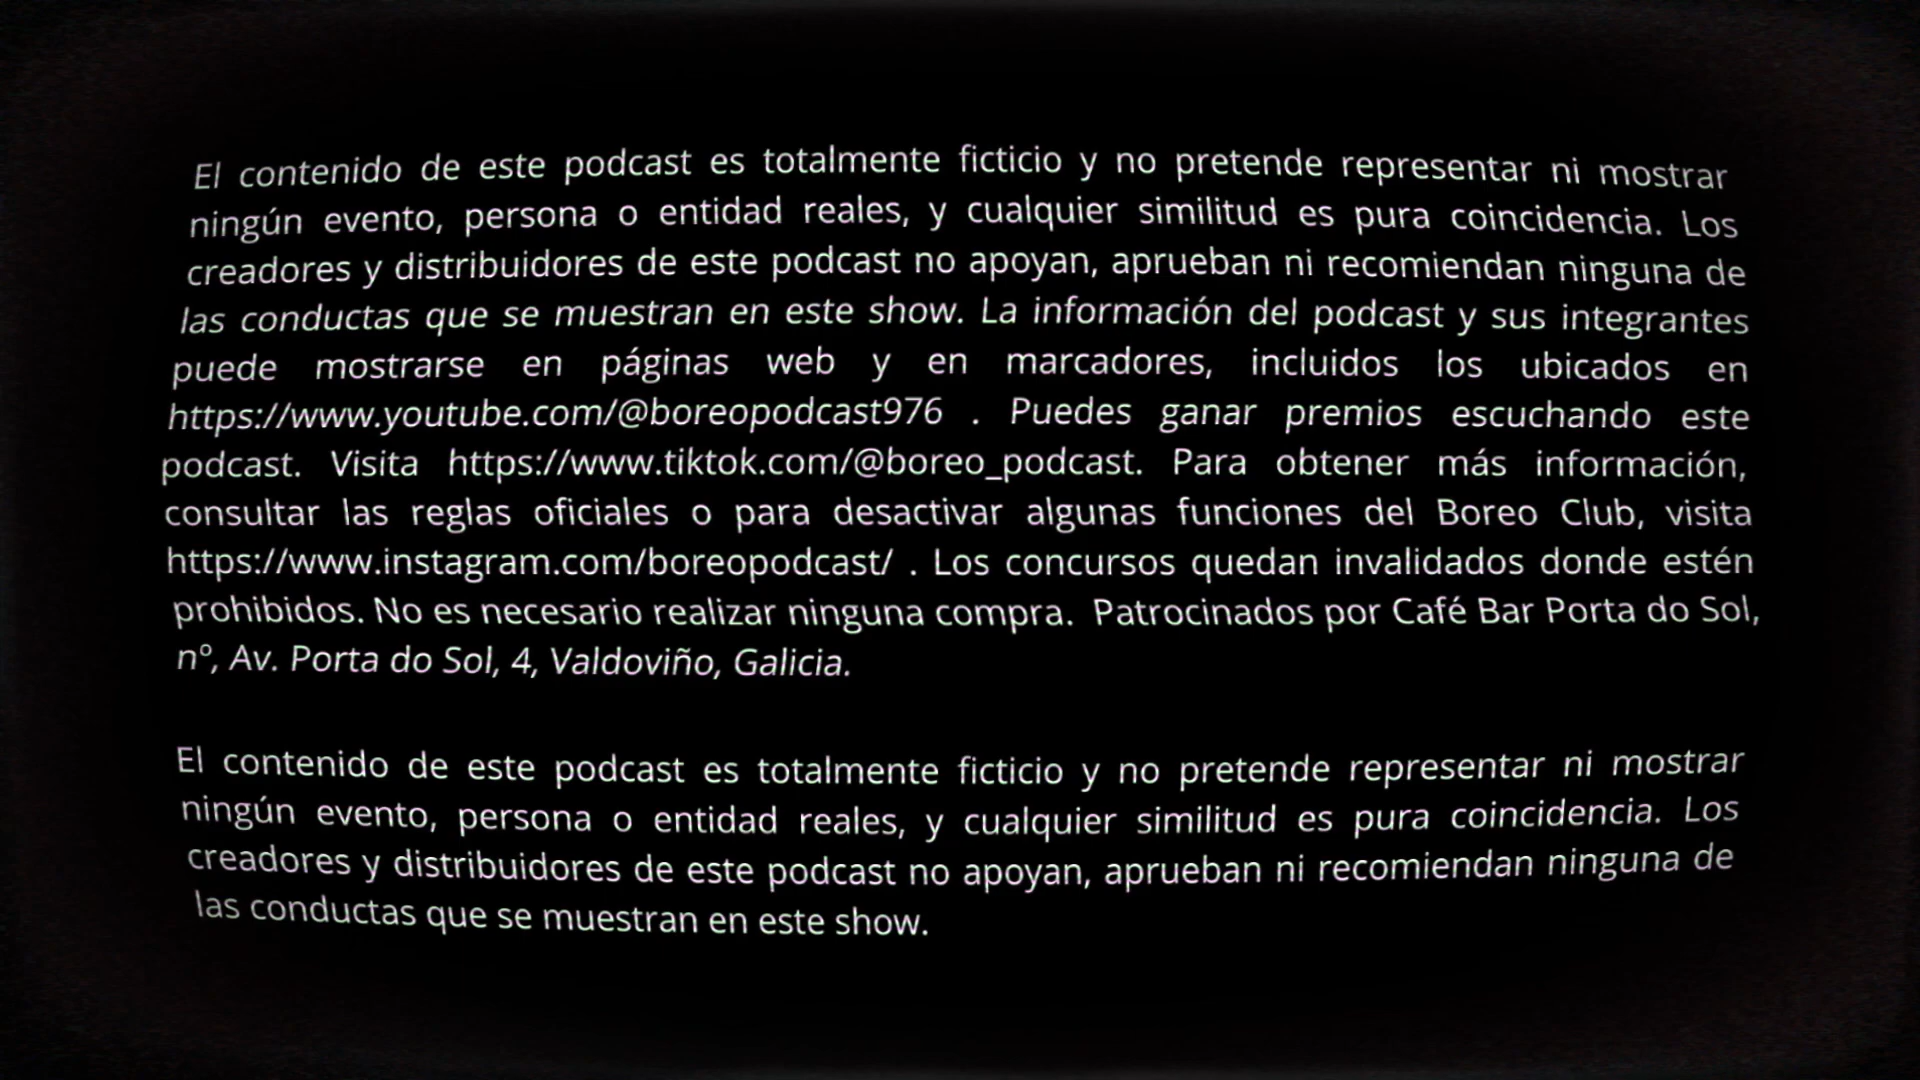 El contenido de este podcast es totalmente ficticio y no pretende representar ni mostrar
ningún evento, persona o entidad reales, y cualquier similitud es pura coincidencia. Los
creadores y distribuidores de este podcast no apoyan, aprueban ni recomiendan ninguna de
las conductas que se muestran en este show. La información del podcast y sus integrantes
puede mostrarse en páginas web y en marcadores, incluidos los ubicados en
https://www.youtube.com/@boreopodcast976 . Puedes ganar premios escuchando este
podcast. Visita https://www.tiktok.com/@boreo_podcast. Para obtener más información,
consultar las reglas oficiales o para desactivar algunas funciones del Boreo Club, visita
https://www.instagram.com/boreopodcast/ . Los concursos quedan invalidados donde estén
prohibidos. No es necesario realizar ninguna compra. Patrocinados por Café Bar Porta do Sol,
nº, Av. Porta do Sol, 4, Valdoviño, Galicia.
El contenido de este podcast es totalmente ficticio y no pretende representar ni mostrar
ningún evento, persona o entidad reales, y cualquier similitud es pura coincidencia. Los
creadores y distribuidores de este podcast no apoyan, aprueban ni recomiendan ninguna de
las conductas que se muestran en este show.